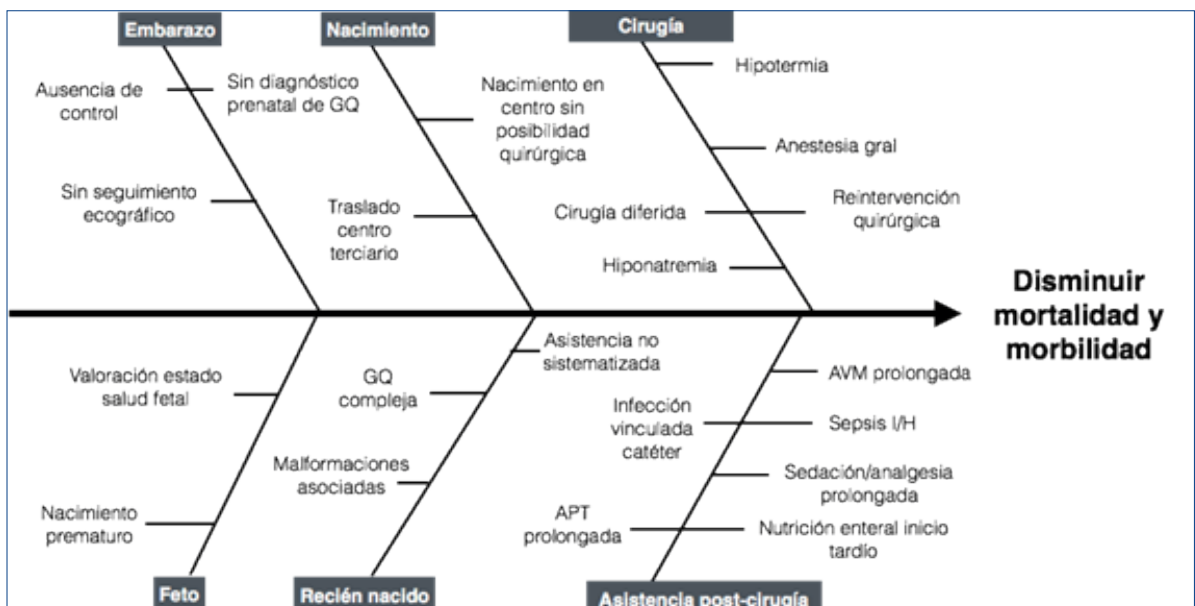 Embarazo
Nacimiento
Cirugía
Ausencia de
control
Sin diagnóstico
prenatal de GQ
Sin seguimiento
ecográfico
Nacimiento en
centro sin
posibilidad
quirúrgica
Traslado
centro
terciario
Hipotermia
Anestesia gral
Cirugía diferida
Reintervención
quirúrgica
Hiponatremia
Disminuir
mortalidad y
morbilidad
Valoración estado
salud fetal
Nacimiento
prematuro
Asistencia no
sistematizada
GQ
compleja
Malformaciones
asociadas
AVM prolongada
Infección
vinculada
catéter
Sepsis I/H
Sedación/analgesia
prolongada
APT
prolongada
Nutrición enteral inicio
tardío
Feto
Recién nacido
Asistencia post-cirugía